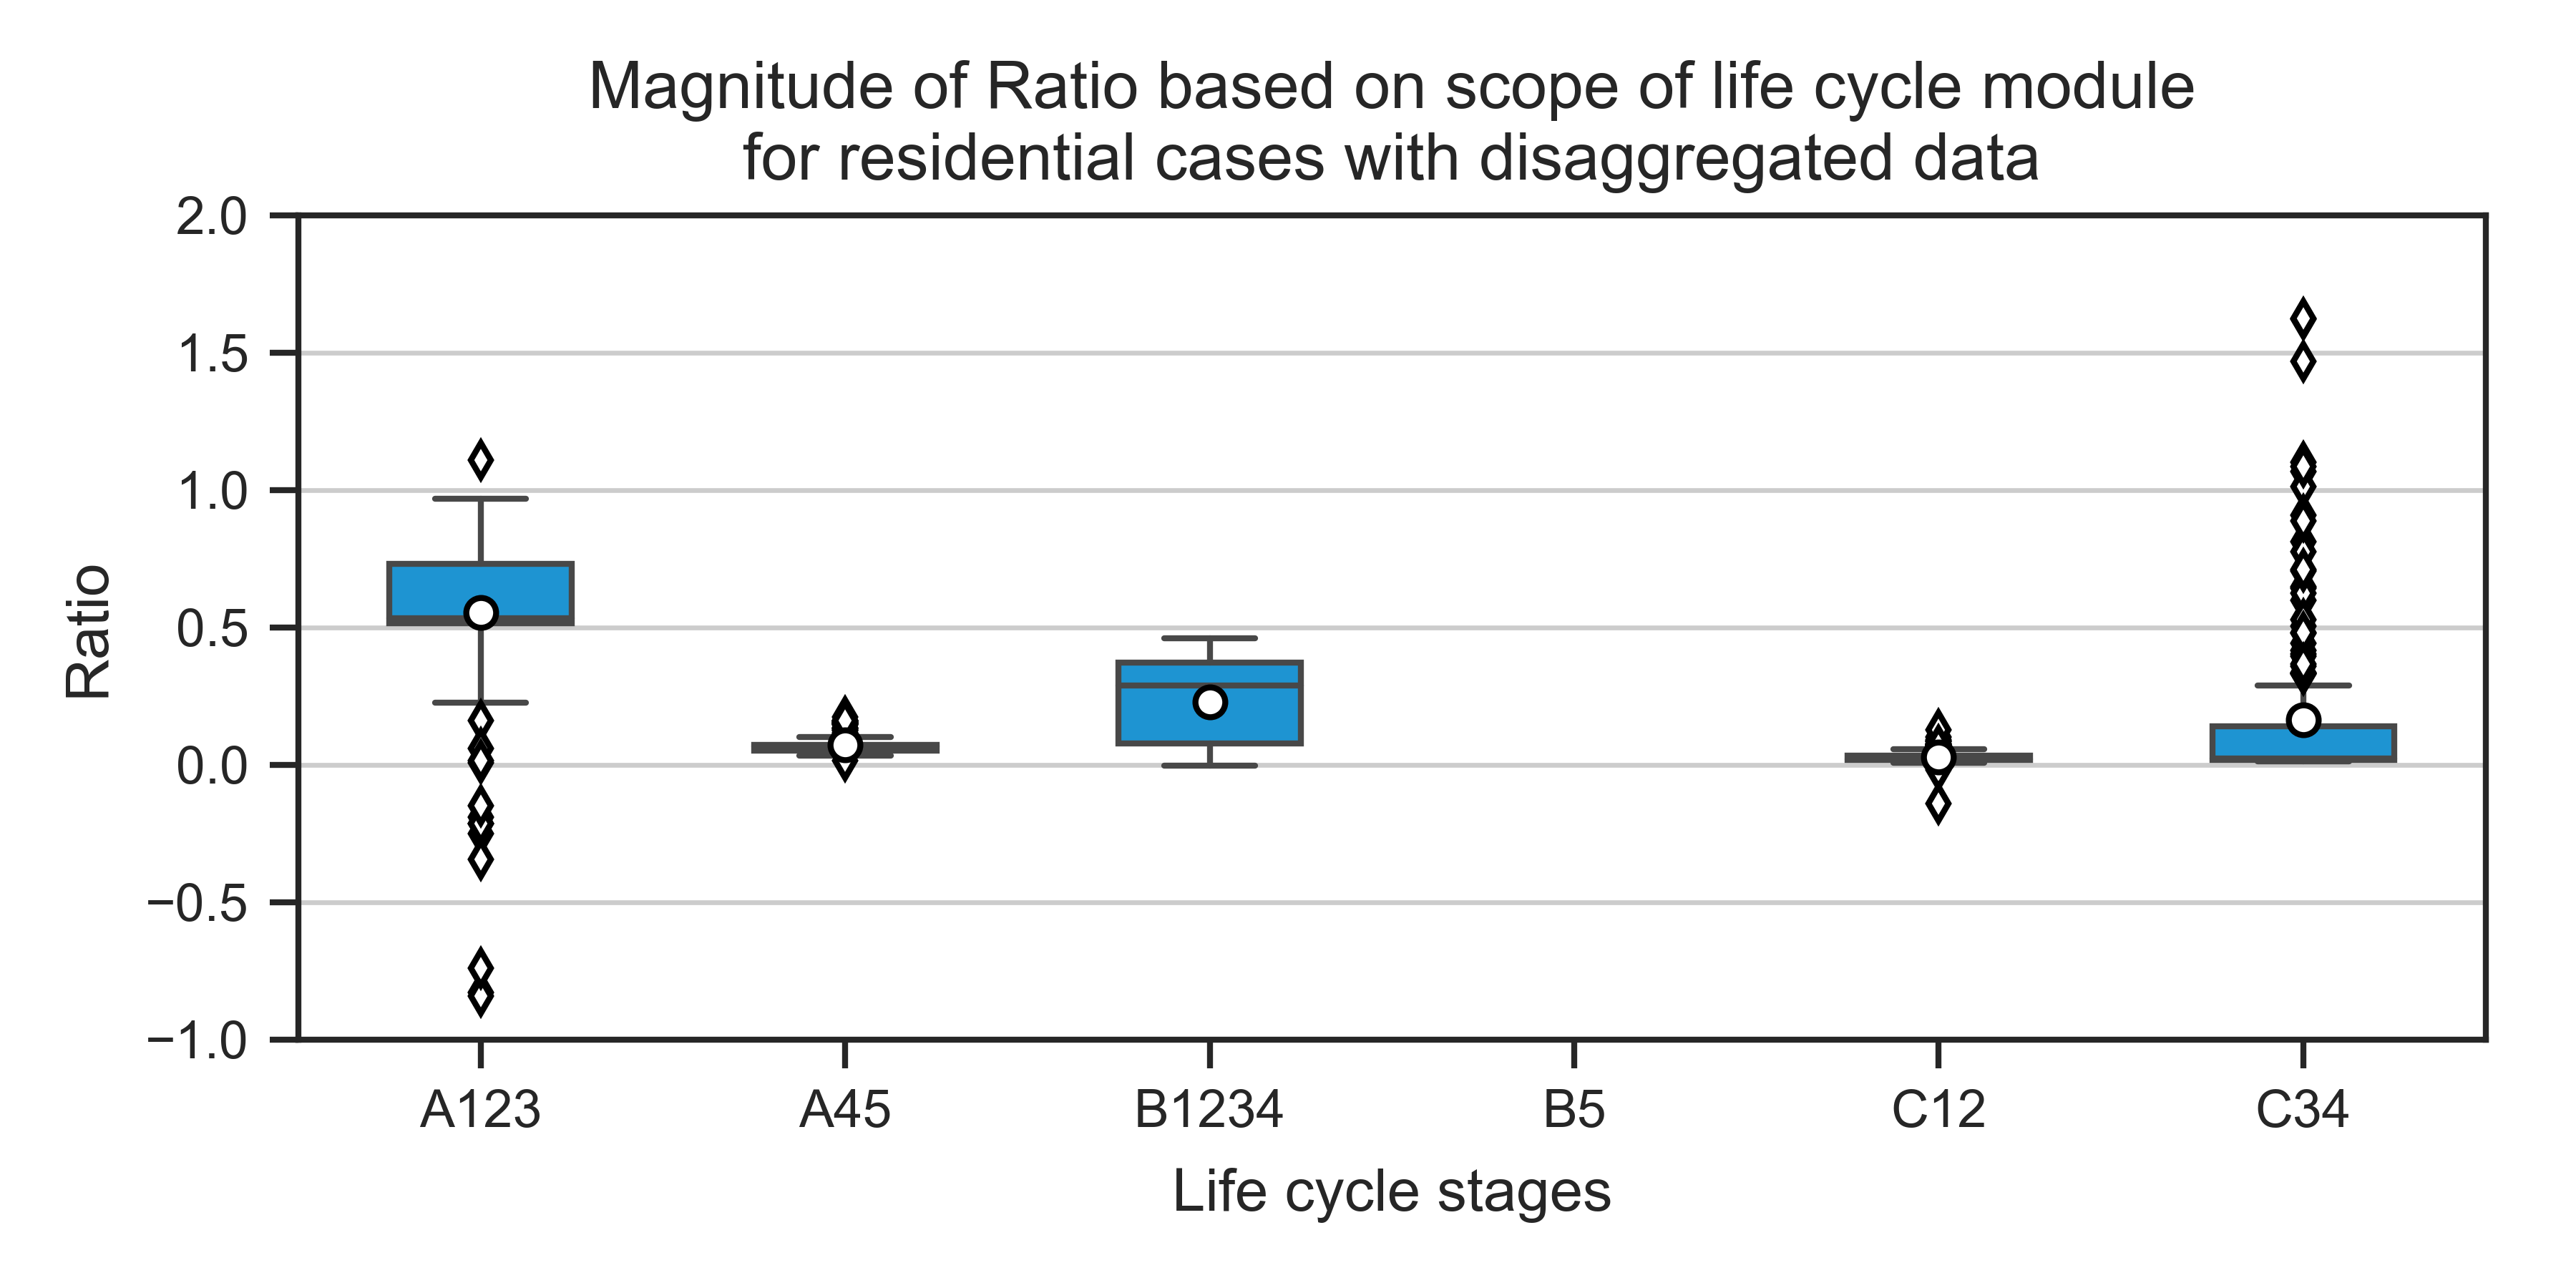 Magnitude of Ratio based on scope of life cycle module
for residential cases with disaggregated data
2.0
1.5
1.0
0.5
0.0
−0.5
−1.0
Ratio
A123 A45 B1234 B5 C12 C34
Life cycle stages